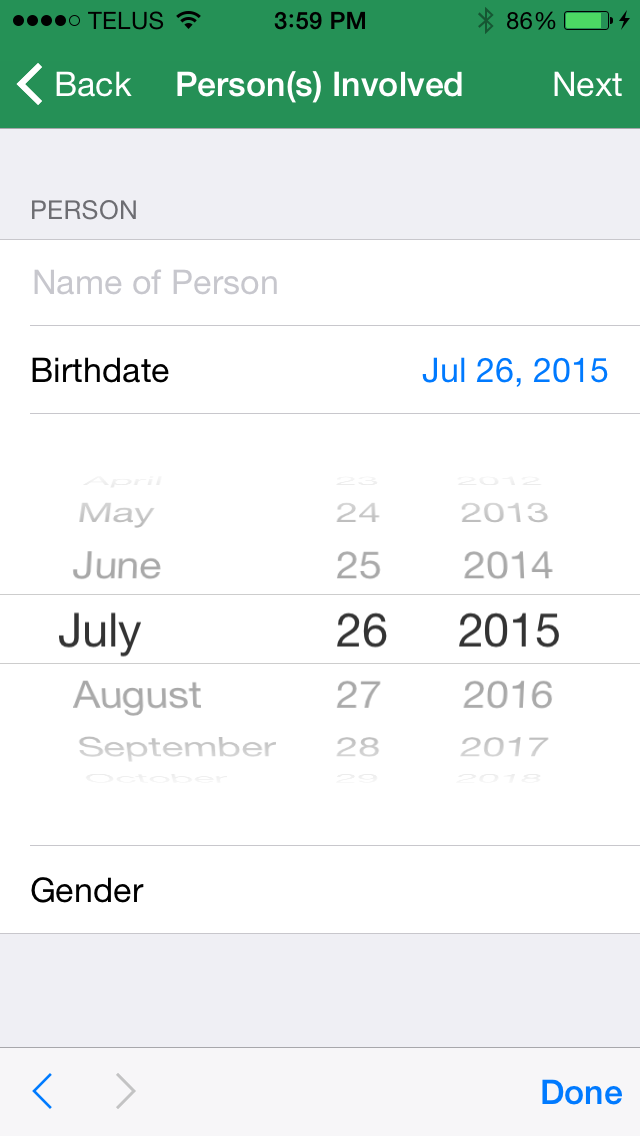 TELUS 3:59 PM 86%
Back Person(s) Involved Next
PERSON
Name of Person
Birthdate Jul 26, 2015
April 23 2012
May 24 2013
June 25 2014
July 26 2015
August 27 2016
September 28 2017
October 29 2018
Gender
Done